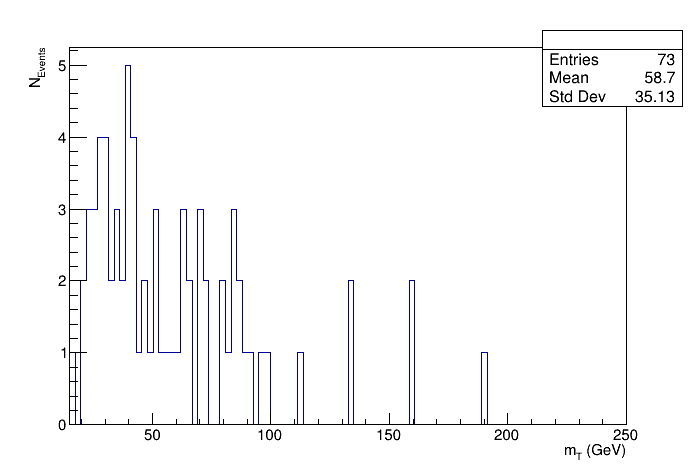 Entries 73
Mean 58.7
Std Dev 35.13
N_Events
5
4
3
2
1
0
50 100 150 200 250
m_T (GeV)